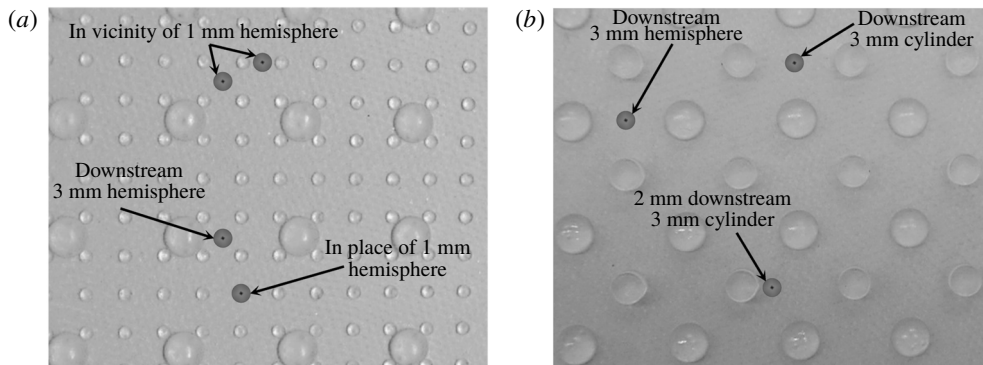 (a)
In vicinity of 1 mm hemisphere
Downstream
3 mm hemisphere
In place of 1 mm
hemisphere
(b)
Downstream
3 mm hemisphere
Downstream
3 mm cylinder
2 mm downstream
3 mm cylinder